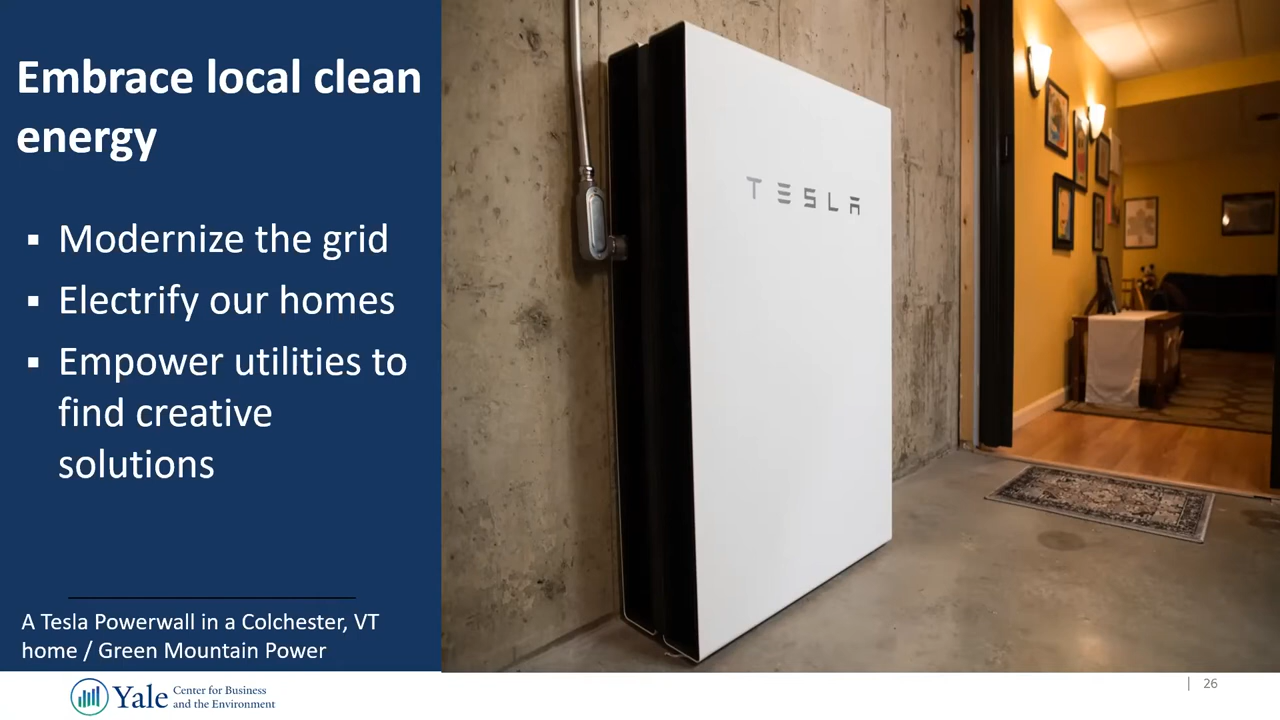 Embrace local clean
energy
▪ Modernize the grid
▪ Electrify our homes
▪ Empower utilities to
find creative
solutions
A Tesla Powerwall in a Colchester, VT
home / Green Mountain Power
TESLA
Yale Center for Business
and the Environment
| 26